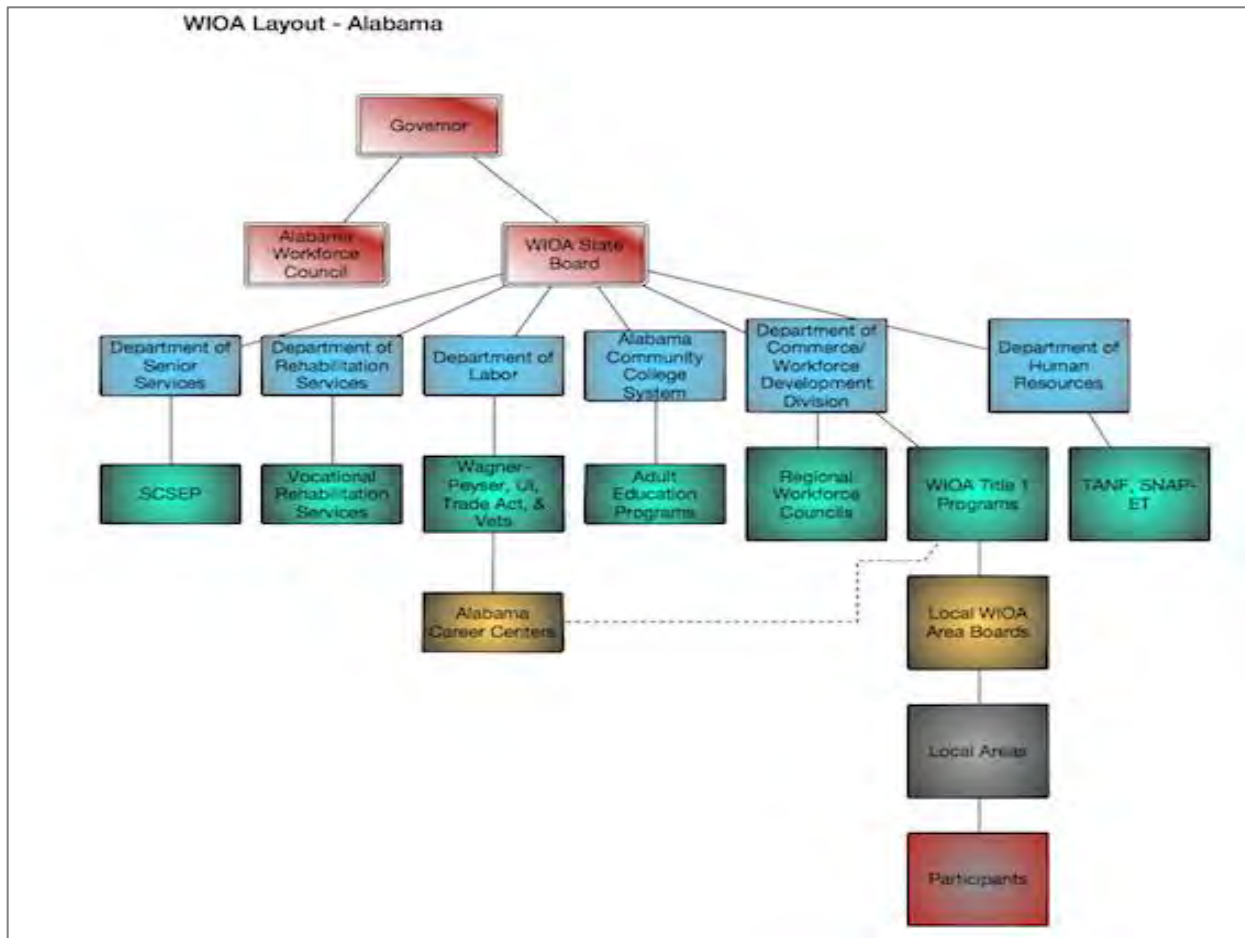 WIOA Layout - Alabama
Governor
Alabama
Workforce
Council
WIOA State
Board
Department of
Senior
Services
Department of
Rehabilitation
Services
Department of
Labor
Alabama
Community
College
System
Department of
Commerce/
Workforce
Development
Division
Department of
Human
Resources
SCSEP
Vocational
Rehabilitation
Services
Wagner-
Peyser, UI,
Trade Act, &
Vets
Adult
Education
Programs
Regional
Workforce
Councils
WIOA Title 1
Programs
TANF, SNAP-
ET
Alabama
Career Centers
Local WIOA
Area Boards
Local Areas
Participants